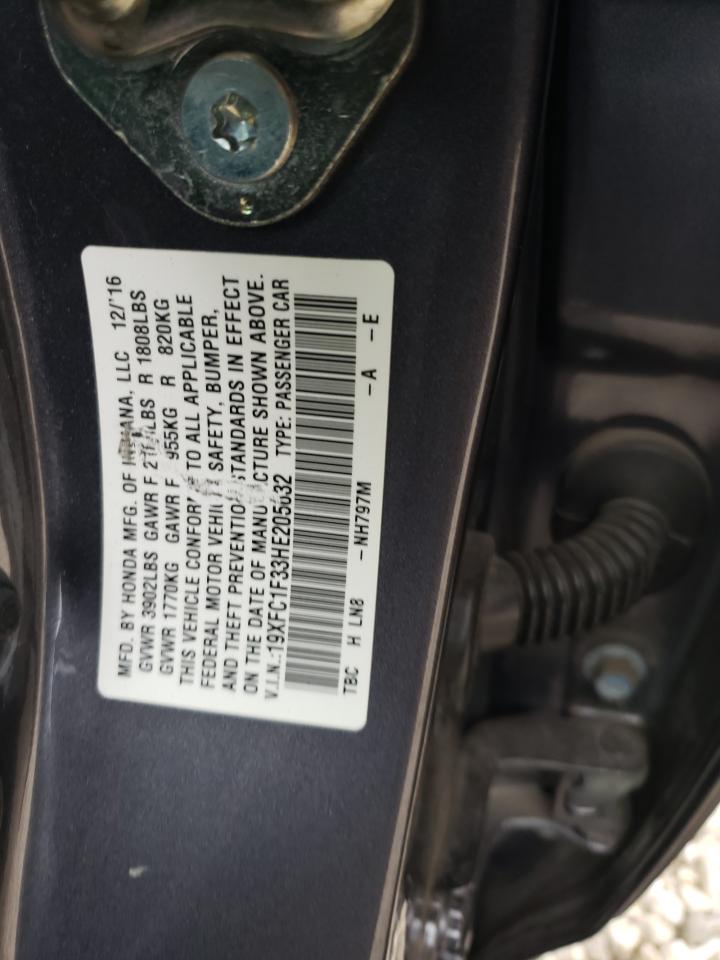 MFD. BY HONDA MFG. OF INDIANA, LLC 12/'16
GVWR 3902LBS GAWR F R 1808LBS
GVWR 1770KG GAWR F 955KG R 820KG
THIS VEHICLE CONFORMS TO ALL APPLICABLE
FEDERAL MOTOR VEHICLE SAFETY, BUMPER,
AND THEFT PREVENTION STANDARDS IN EFFECT
ON THE DATE OF MANUFACTURE SHOWN ABOVE.
V.I.N.:19XFC1F33HE205632 TYPE: PASSENGER CAR
TBC H LN8 -NH797M -A -E